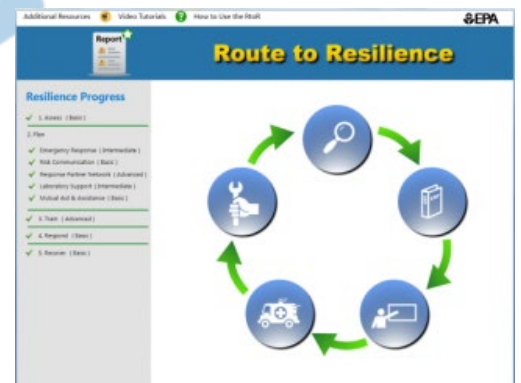 Additional Resources Video Tutorials How to Use the RtoR EPA
Report
Route to Resilience
Resilience Progress
1. Assess ( Basic )
2. Plan
Emergency Response ( Intermediate )
Risk Communication ( Basic )
Response Partner Network ( Advanced )
Laboratory Support ( Intermediate )
Mutual Aid & Assistance ( Basic )
3. Train ( Advanced )
4. Respond ( Basic )
5. Recover ( Basic )